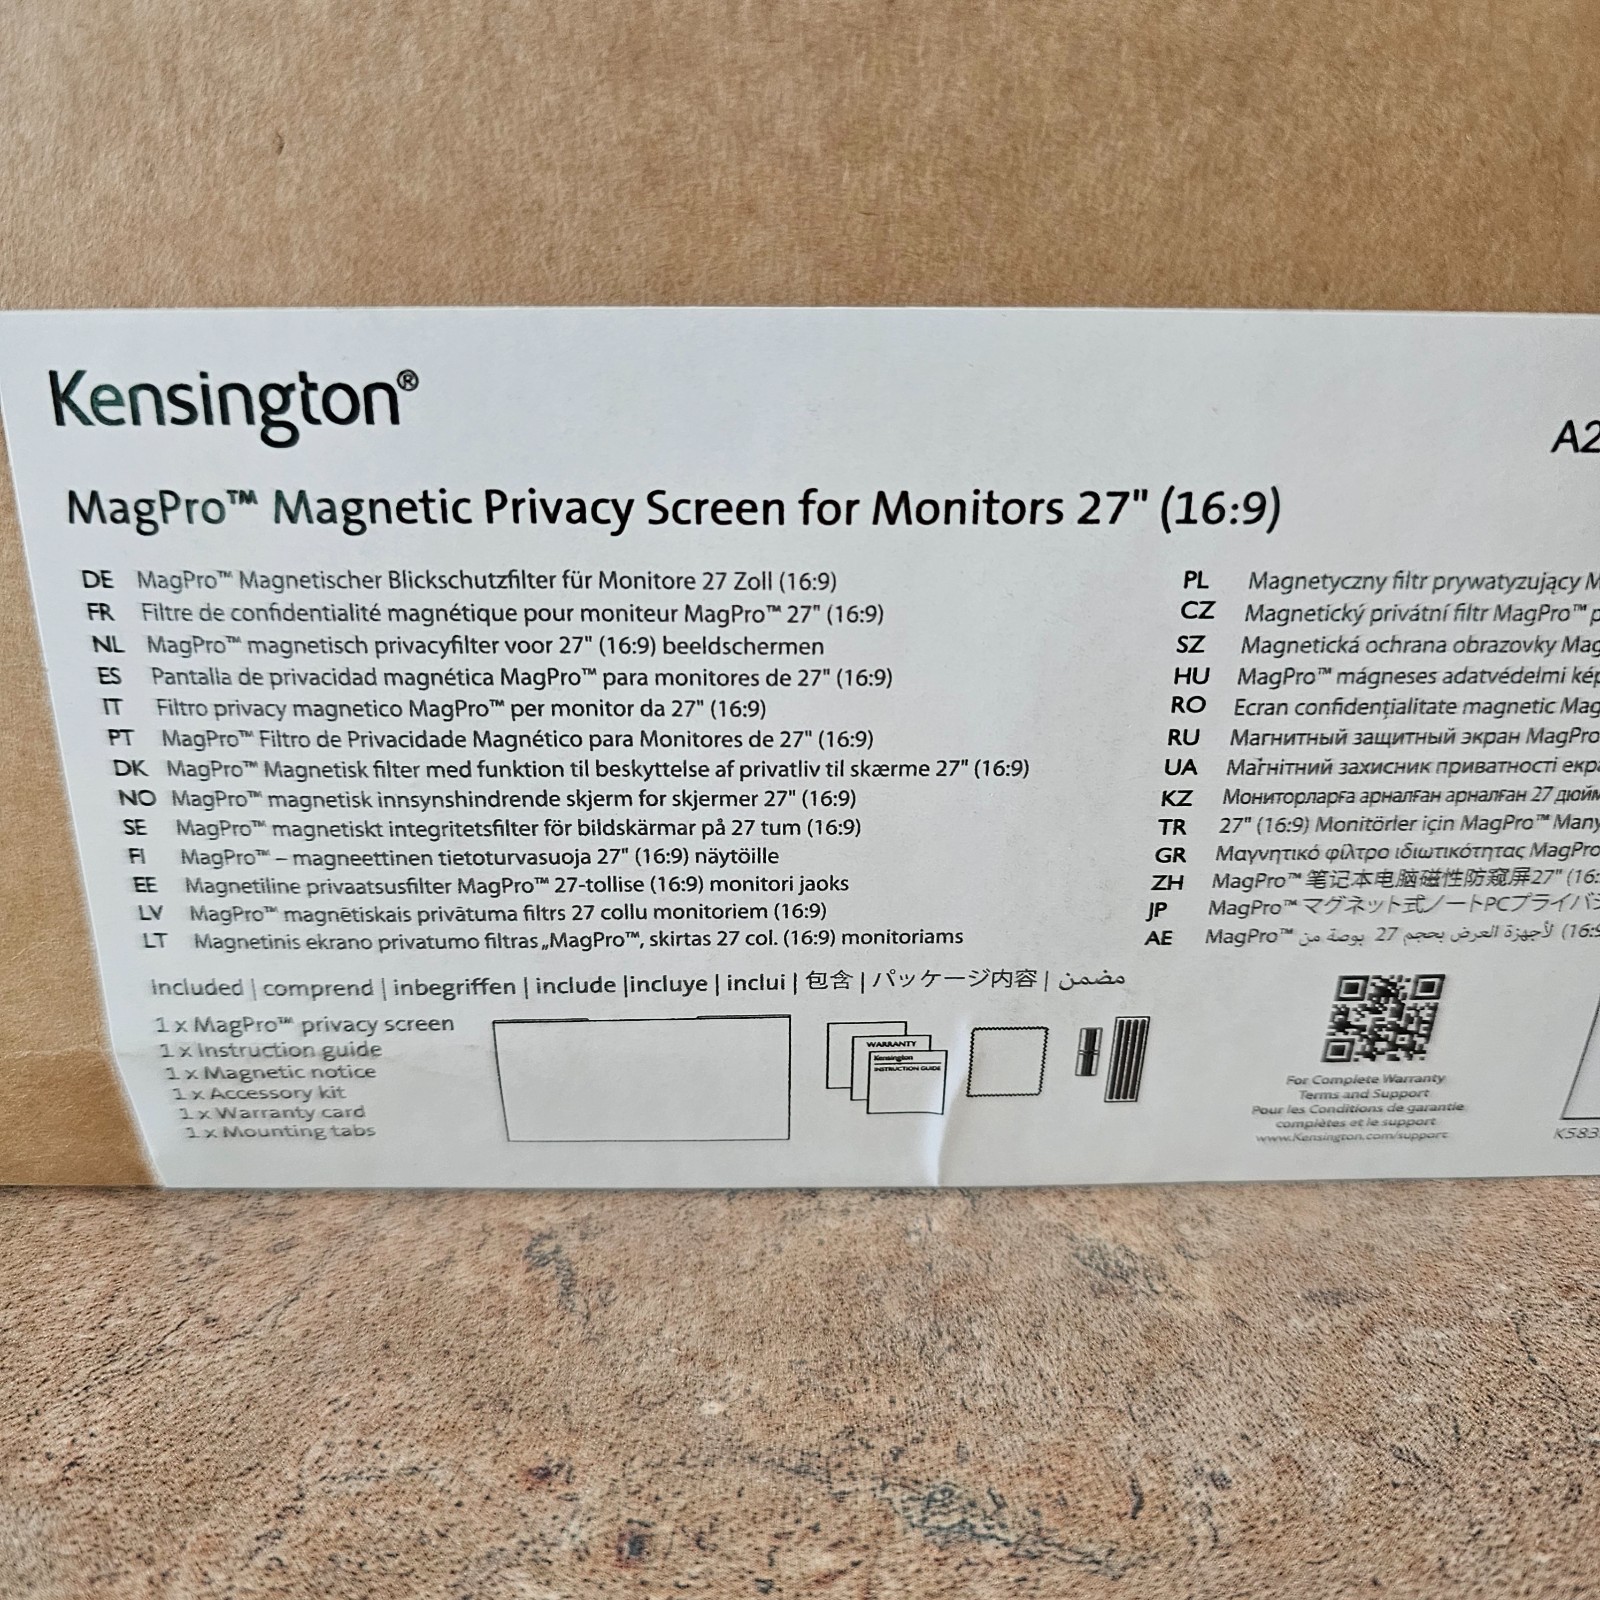 Kensington®
A2
MagPro™ Magnetic Privacy Screen for Monitors 27" (16:9)
DE MagPro™ Magnetischer Blickschutzfilter für Monitore 27 Zoll (16:9)
FR Filtre de confidentialité magnétique pour moniteur MagPro™ 27" (16:9)
NL MagPro™ magnetisch privacyfilter voor 27" (16:9) beeldschermen
ES Pantalla de privacidad magnética MagPro™ para monitores de 27" (16:9)
IT Filtro privacy magnetico MagPro™ per monitor da 27" (16:9)
PT MagPro™ Filtro de Privacidade Magnético para Monitores de 27" (16:9)
DK MagPro™ Magnetisk filter med funktion til beskyttelse af privatliv til skærme 27" (16:9)
NO MagPro™ magnetisk innsynshindrende skjerm for skjermer 27" (16:9)
SE MagPro™ magnetiskt integritetsfilter för bildskärmar på 27 tum (16:9)
FI MagPro™ – magneettinen tietoturvasuoja 27" (16:9) näytöille
EE Magnetiline privaatsusfilter MagPro™ 27-tollise (16:9) monitori jaoks
LV MagPro™ magnētiskais privātuma filtrs 27 collu monitoriem (16:9)
LT Magnetinis ekrano privatumo filtras „MagPro™, skirtas 27 col. (16:9) monitoriams
PL Magnetyczny filtr prywatyzujący M
CZ Magnetický privátní filtr MagPro™ p
SZ Magnetická ochrana obrazovky Mag
HU MagPro™ mágneses adatvédelmi kép
RO Ecran confidențialitate magnetic Mag
RU Магнитный защитный экран MagPro
UA Магнітний захисник приватності екра
KZ Мониторларға арналған арналған 27 дюйм
TR 27" (16:9) Monitörler için MagPro™ Many
GR Μαγνητικό φίλτρο ιδιωτικότητας MagPro
ZH MagPro™ 笔记本电脑磁性防窥屏27" (16:
JP MagPro™ マグネット式ノートPCプライバシ
AE MagPro™ لأجهزة العرض بحجم 27 بوصة من (16:9
Included | comprend | inbegriffen | include |incluye | inclui | 包含 | パッケージ内容 | مضمن
1 x MagPro™ privacy screen
1 x Instruction guide
1 x Magnetic notice
1 x Accessory kit
1 x Warranty card
1 x Mounting tabs
WARRANTY
Kensington
INSTRUCTION GUIDE
For Complete Warranty
Terms and Support
Pour les Conditions de garantie
complètes et le support
www.Kensington.com/support
K583